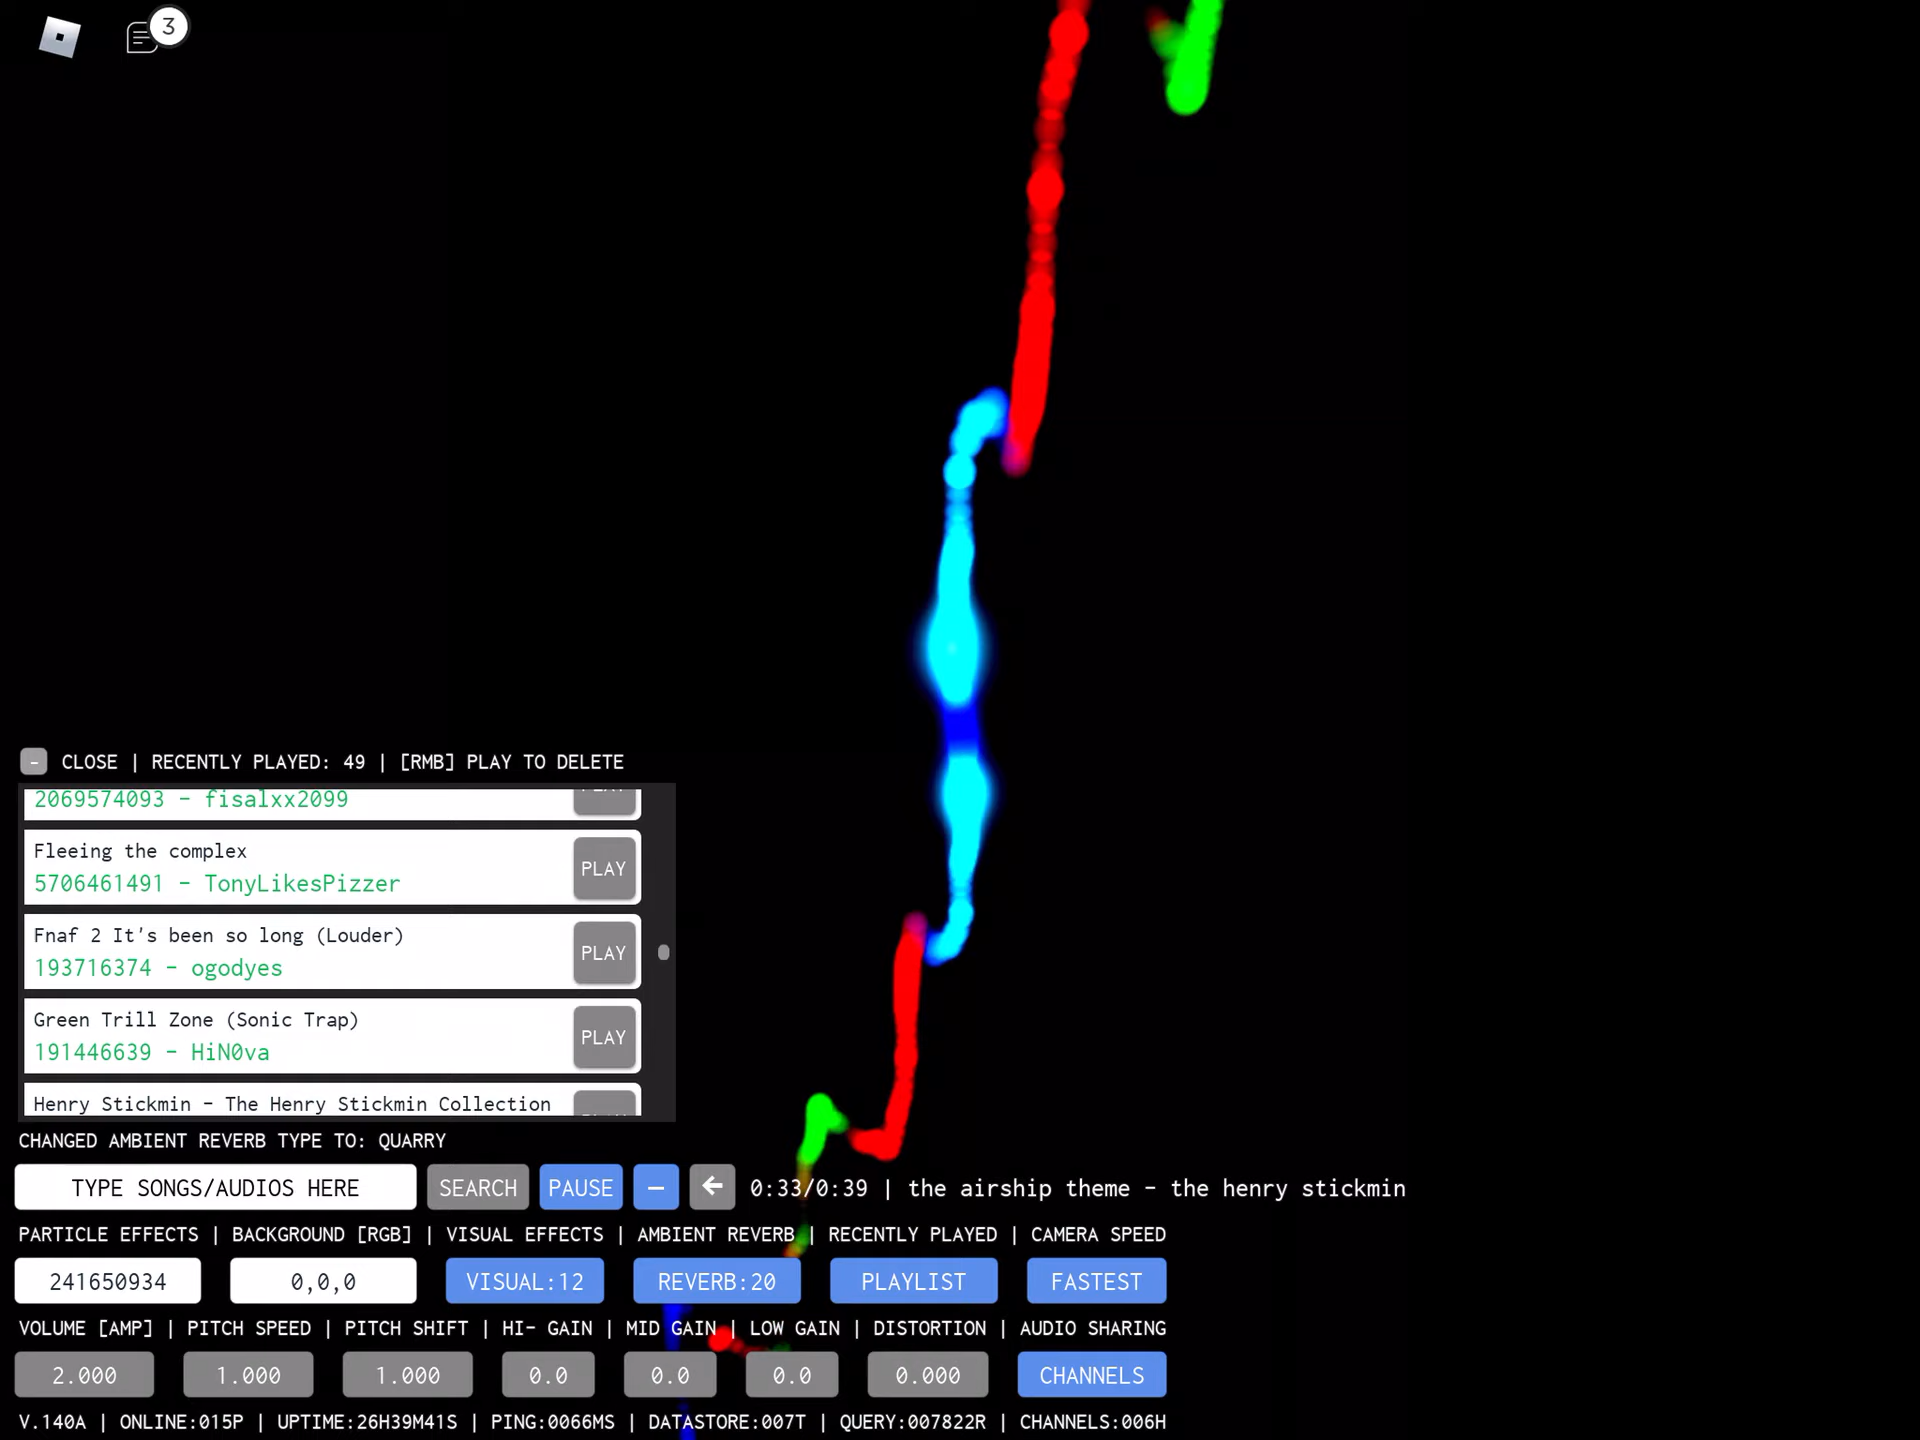 3
- CLOSE | RECENTLY PLAYED: 49 | [RMB] PLAY TO DELETE
2069574093 - fisalxx2099
Fleeing the complex
5706461491 - TonyLikesPizzer
PLAY
Fnaf 2 It's been so long (Louder)
193716374 - ogodyes
PLAY
Green Trill Zone (Sonic Trap)
191446639 - HiN0va
PLAY
Henry Stickmin - The Henry Stickmin Collection
CHANGED AMBIENT REVERB TYPE TO: QUARRY
TYPE SONGS/AUDIOS HERE SEARCH PAUSE — ← 0:33/0:39 | the airship theme - the henry stickmin
PARTICLE EFFECTS | BACKGROUND [RGB] | VISUAL EFFECTS | AMBIENT REVERB | RECENTLY PLAYED | CAMERA SPEED
241650934 0,0,0 VISUAL:12 REVERB:20 PLAYLIST FASTEST
VOLUME [AMP] | PITCH SPEED | PITCH SHIFT | HI- GAIN | MID GAIN | LOW GAIN | DISTORTION | AUDIO SHARING
2.000 1.000 1.000 0.0 0.0 0.0 0.000 CHANNELS
V.140A | ONLINE:015P | UPTIME:26H39M41S | PING:0066MS | DATASTORE:007T | QUERY:007822R | CHANNELS:006H